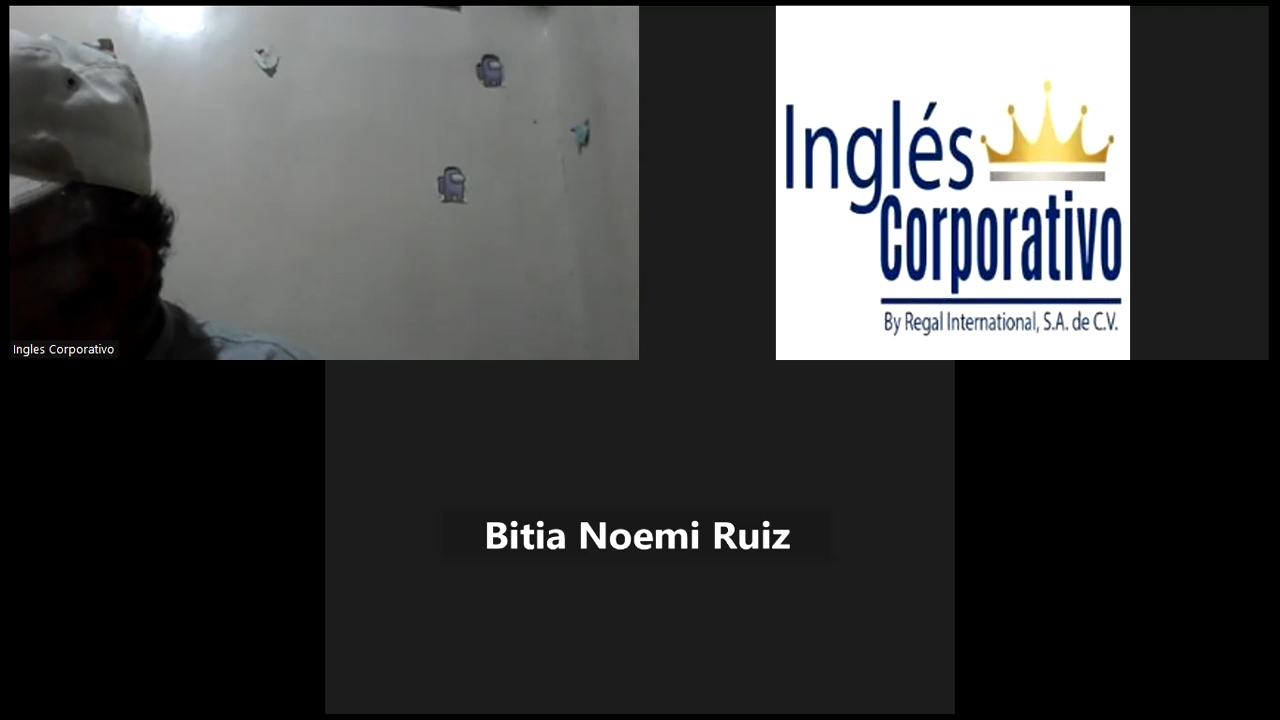 Ingles Corporativo
Inglés
Corporativo
By Regal International, S.A. de C.V.
Bitia Noemi Ruiz